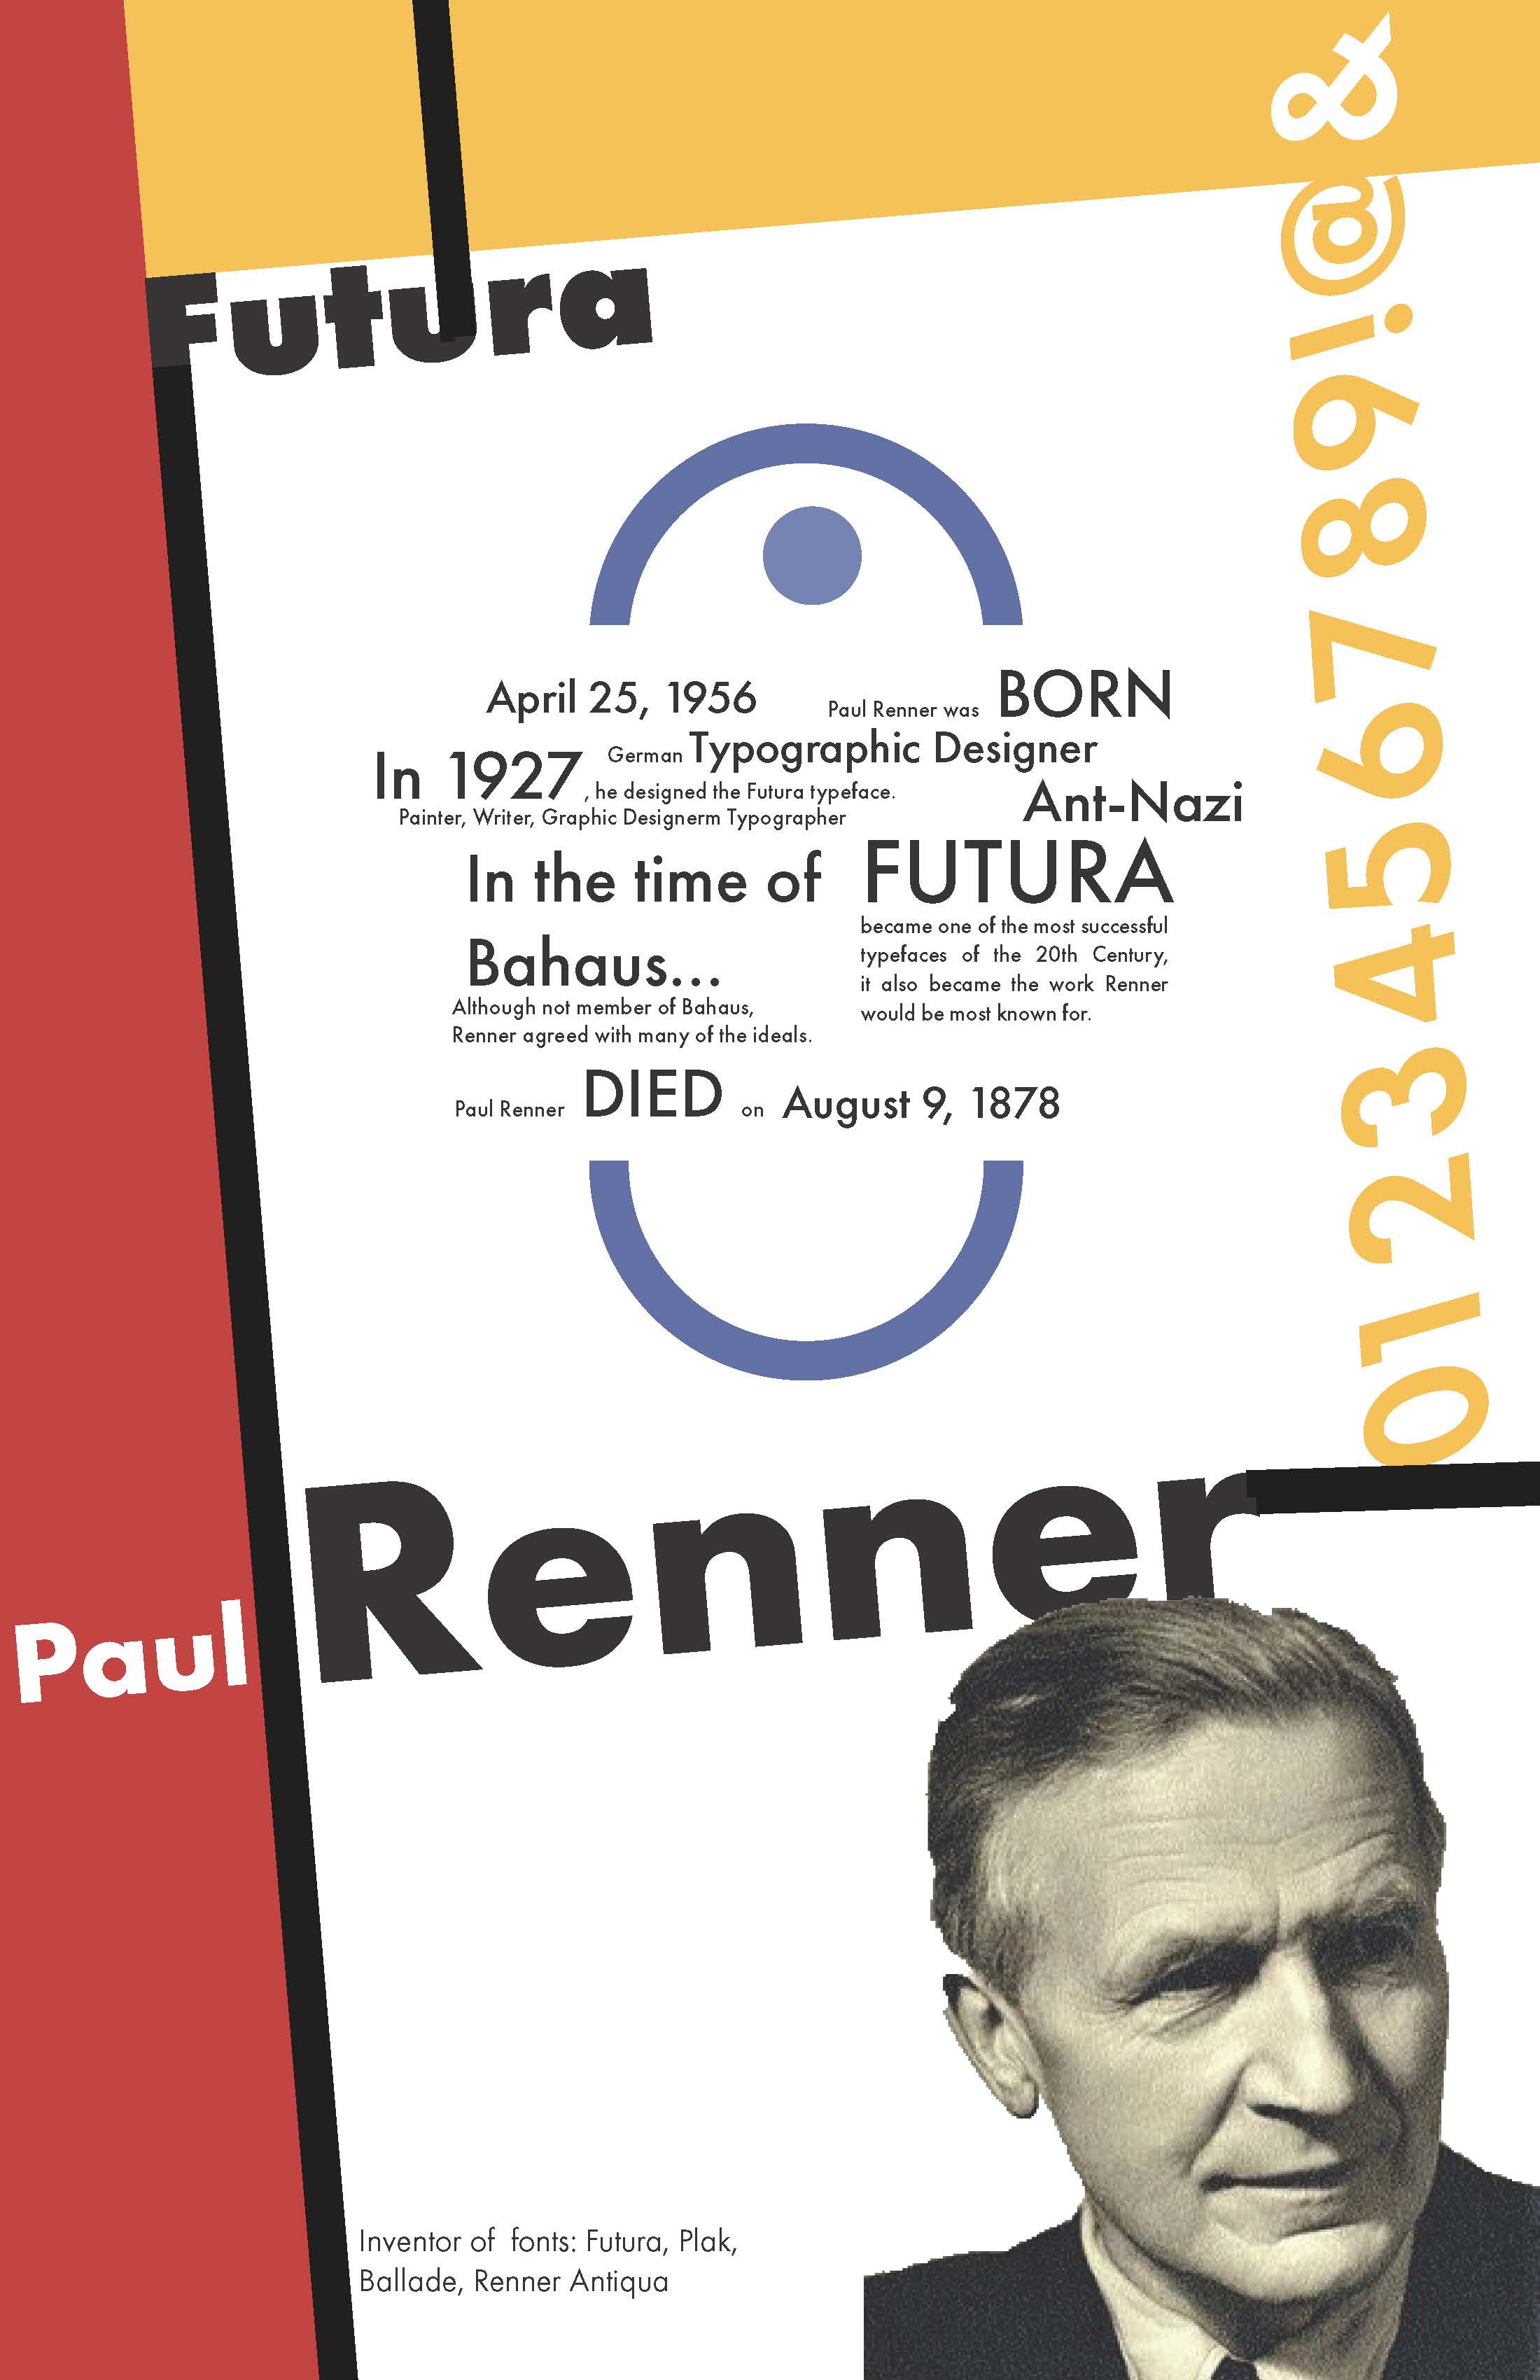 Futura
0123456789!@&
April 25, 1956 Paul Renner was BORN
In 1927, he designed the Futura typeface.
German Typographic Designer
Painter, Writer, Graphic Designerm Typographer
Ant-Nazi
In the time of
Bahaus...
Although not member of Bahaus,
Renner agreed with many of the ideals.
FUTURA
became one of the most successful
typefaces of the 20th Century,
it also became the work Renner
would be most known for.
Paul Renner DIED on August 9, 1878
Paul Renner
Inventor of fonts: Futura, Plak,
Ballade, Renner Antiqua